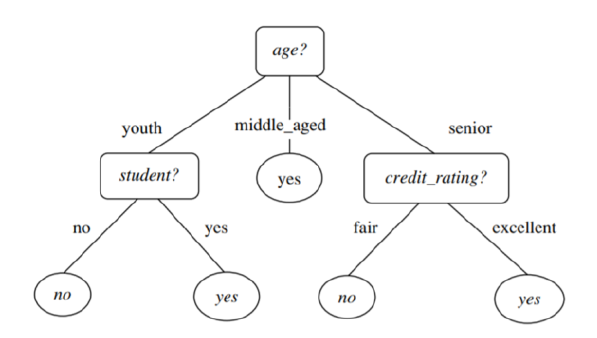 age?
youth
middle_aged
senior
student?
yes
credit_rating?
no
yes
fair
excellent
no
yes
no
yes